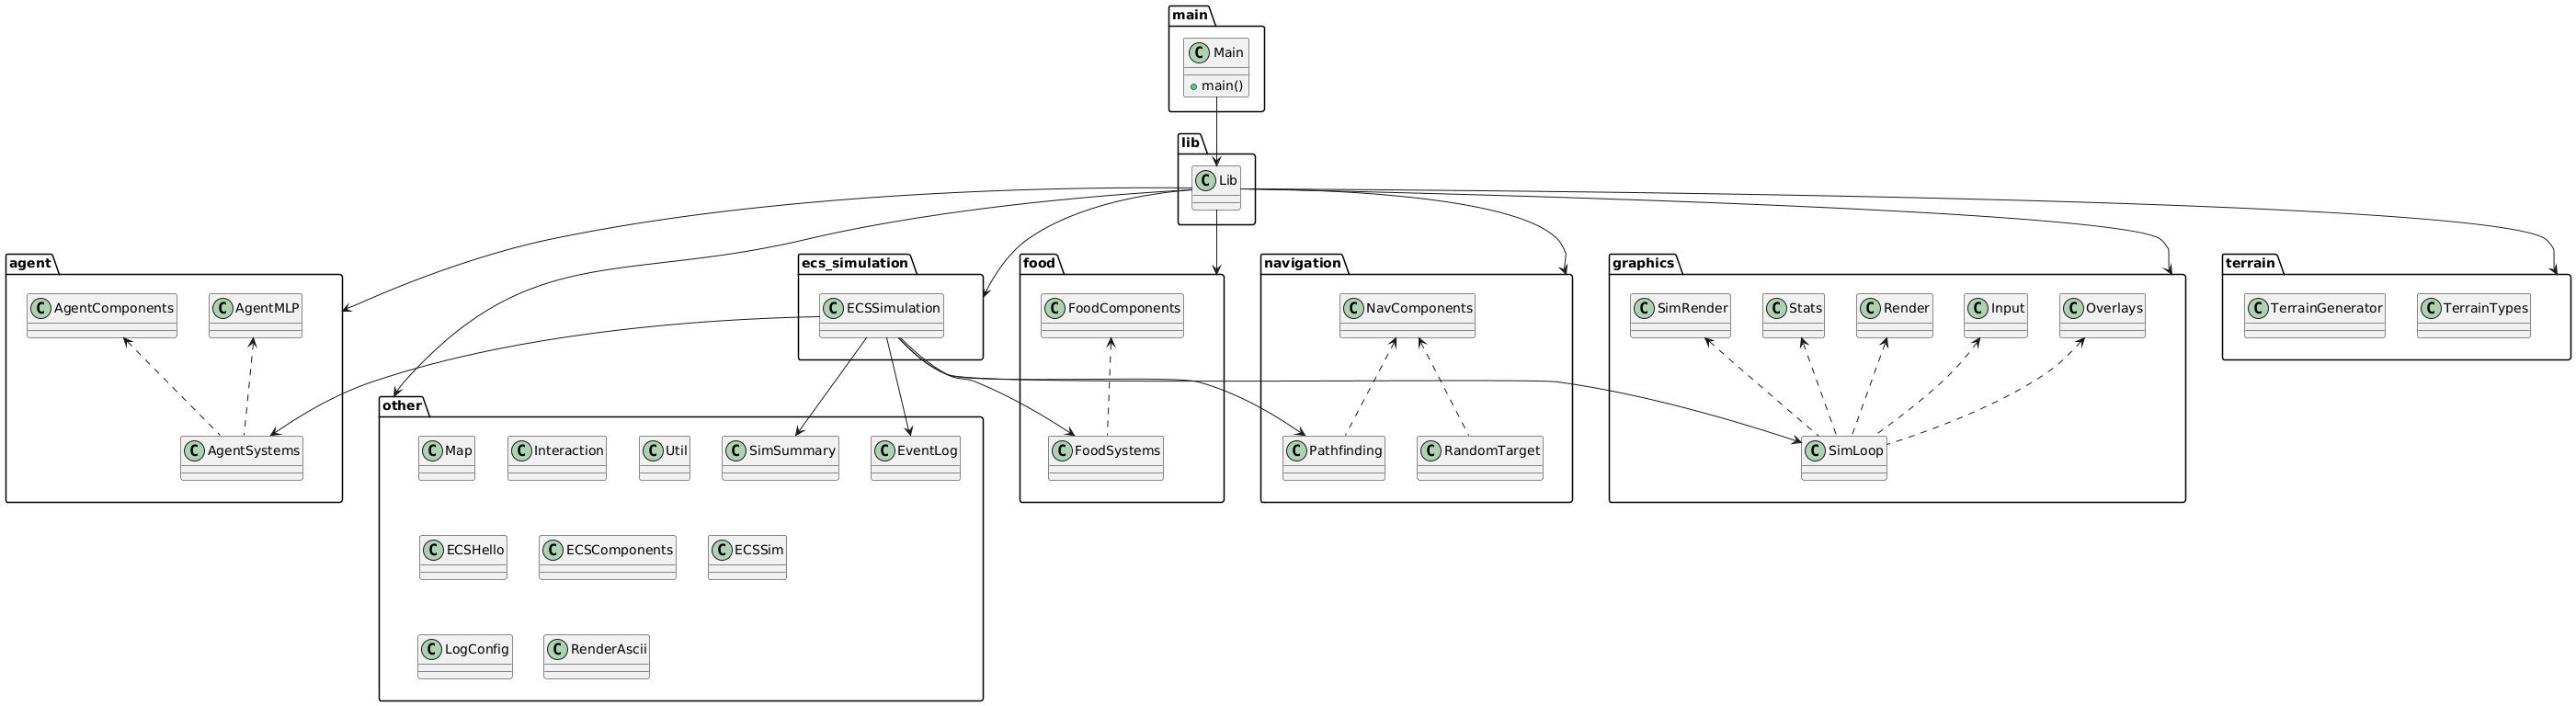 main
C Main
main()
lib
C Lib
agent
C AgentComponents
C AgentMLP
C AgentSystems
ecs_simulation
C ECSSimulation
other
C Map
C Interaction
C Util
C SimSummary
C EventLog
C ECSHello
C ECSComponents
C ECSSim
C LogConfig
C RenderAscii
food
C FoodComponents
C FoodSystems
navigation
C NavComponents
C Pathfinding
C RandomTarget
graphics
C SimRender
C Stats
C Render
C Input
C Overlays
C SimLoop
terrain
C TerrainGenerator
C TerrainTypes